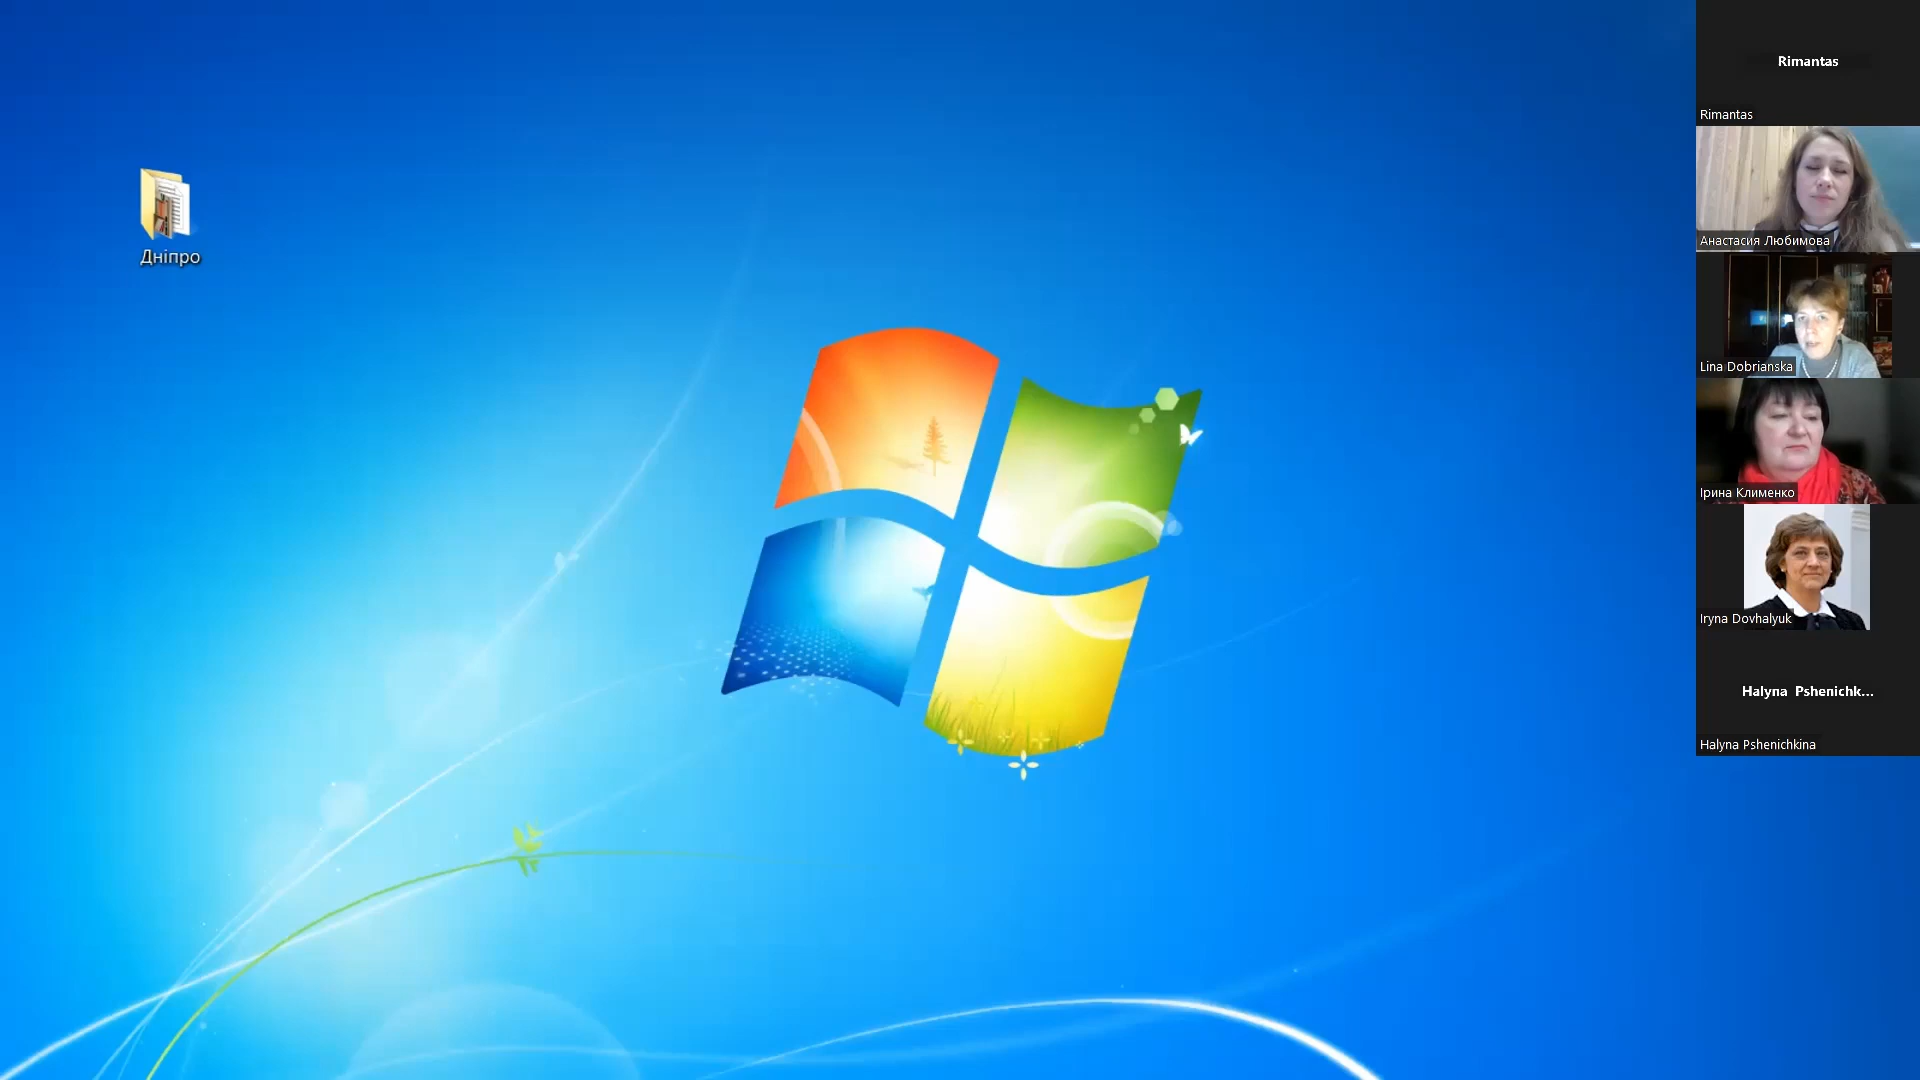 Дніпро
Rimantas
Rimantas
Анастасия Любимова
Lina Dobrianska
Ірина Клименко
Iryna Dovhalyuk
Halyna Pshenichk...
Halyna Pshenichkina